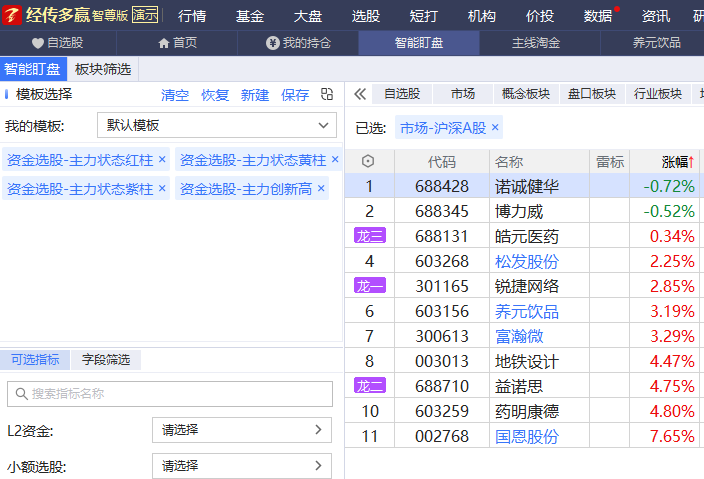 经传多赢 智尊版 演示 行情 基金 大盘 选股 短打 机构 价投 数据 资讯
自选股 首页 我的持仓 智能盯盘 主线淘金 养元饮品
智能盯盘 板块筛选
模板选择 清空 恢复 新建 保存
自选股 市场 概念板块 盘口板块 行业板块
我的模板: 默认模板
已选: 市场-沪深A股 ×
资金选股-主力状态红柱 × 资金选股-主力状态黄柱 ×
资金选股-主力状态紫柱 × 资金选股-主力创新高 ×
代码 名称 雷标 涨幅↑
1 688428 诺诚健华 -0.72%
2 688345 博力威 -0.52%
龙三 688131 皓元医药 0.34%
4 603268 松发股份 2.25%
龙一 301165 锐捷网络 2.85%
6 603156 养元饮品 3.19%
7 300613 富瀚微 3.29%
8 003013 地铁设计 4.47%
龙二 688710 益诺思 4.75%
10 603259 药明康德 4.80%
11 002768 国恩股份 7.65%
可选指标 字段筛选
搜索指标名称
L2资金: 请选择
小额选股: 请选择